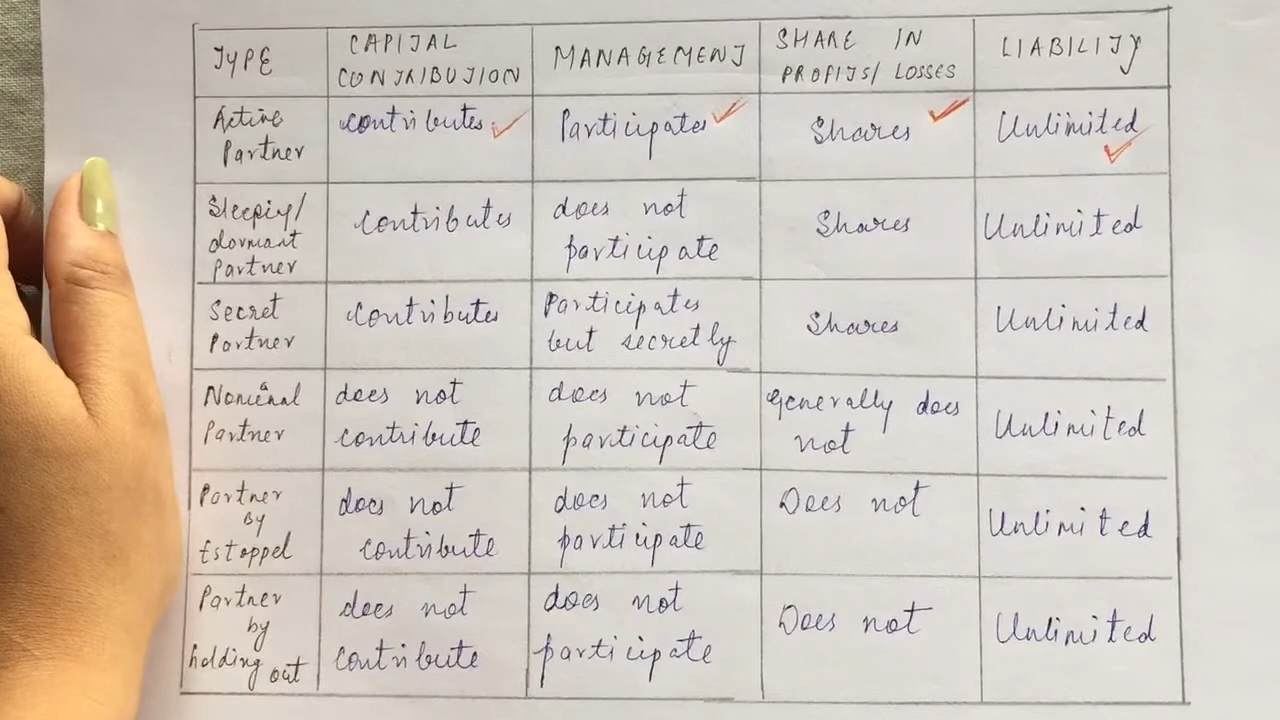 TYPE
CAPITAL
CONTRIBUTION
MANAGEMENT
SHARE IN
PROFITS/ LOSSES
LIABILITY
Active
Partner
contributes
Participates
Shares
Unlimited
Sleeping/
dormant
Partner
contributes
does not
participate
Shares
Unlimited
Secret
Partner
contributes
Participates
but secretly
Shares
Unlimited
Nominal
Partner
does not
contribute
does not
participate
Generally does
not
Unlimited
Partner
By
Estoppel
does not
contribute
does not
participate
Does not
Unlimited
Partner
by
holding out
does not
contribute
does not
participate
Does not
Unlimited